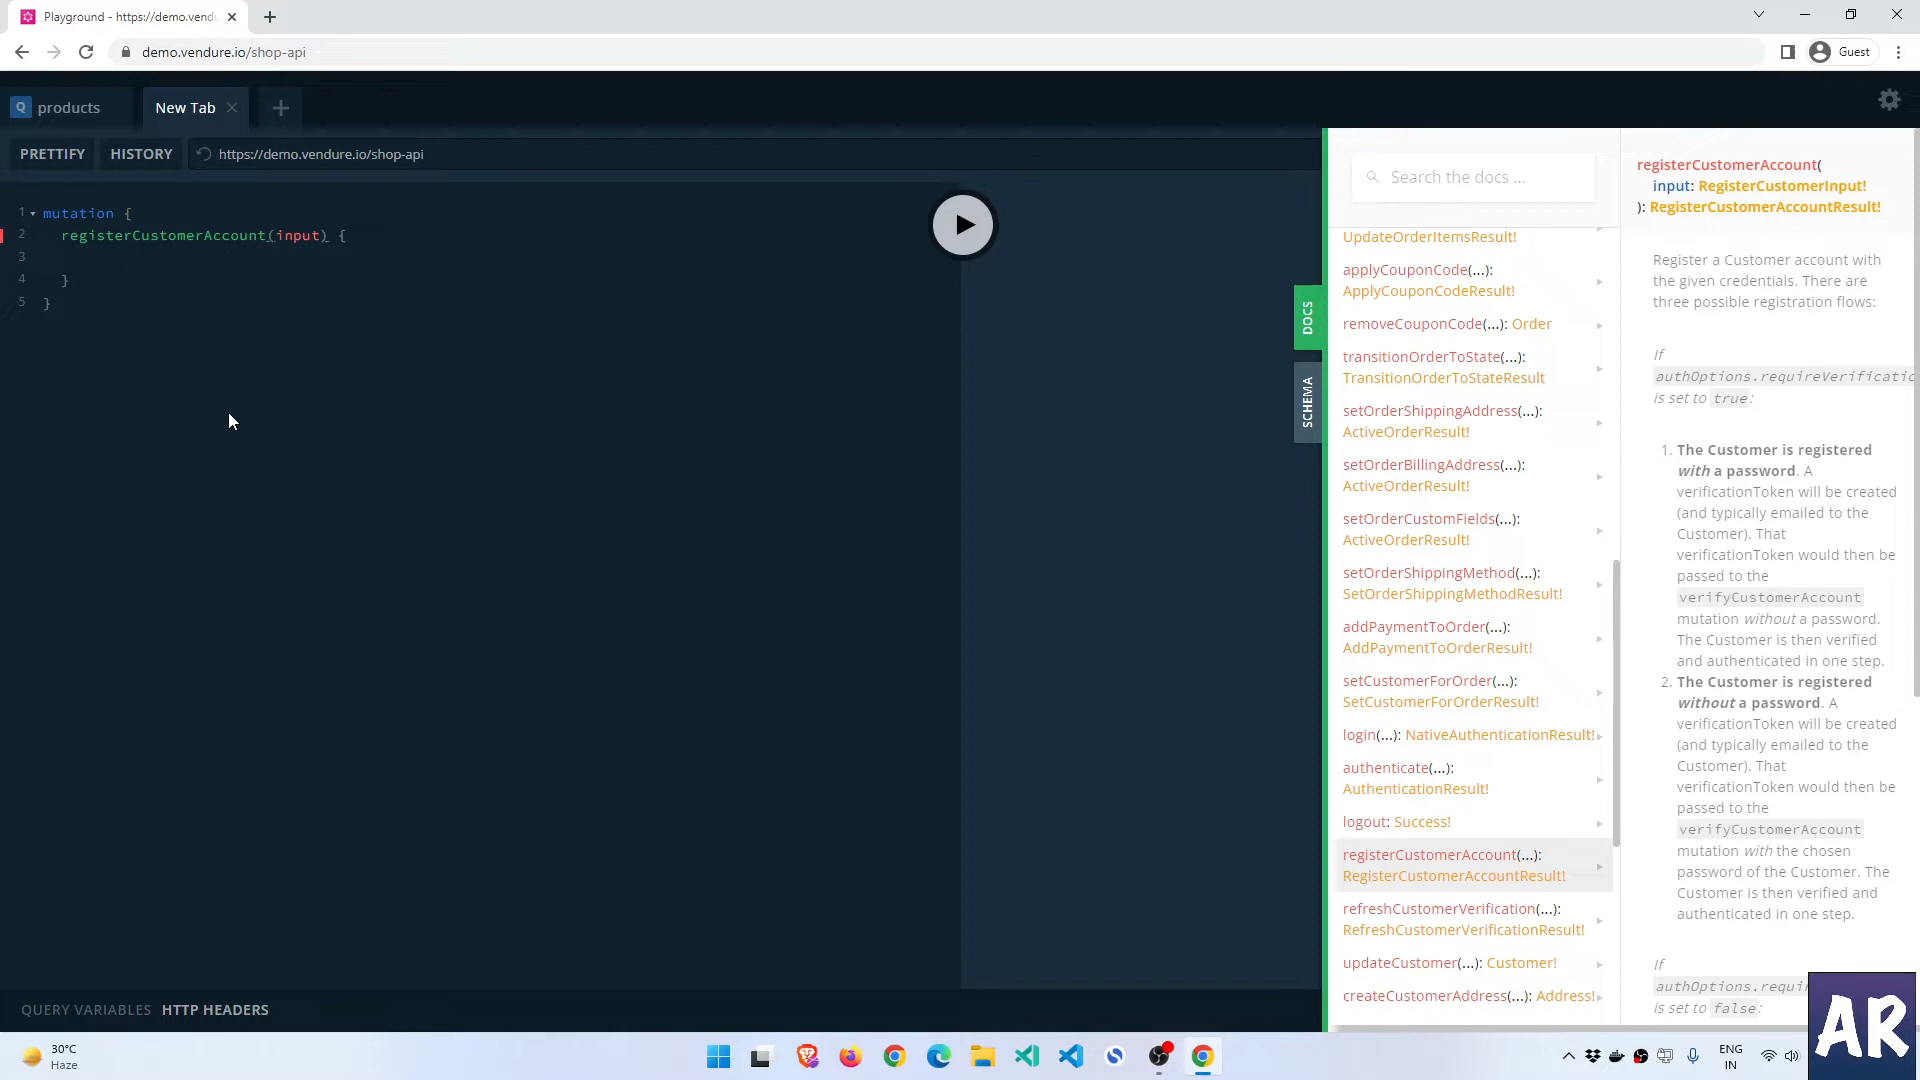 Playground - https://demo.vendu
demo.vendure.io/shop-api
Guest
Q products
New Tab
PRETTIFY
HISTORY
https://demo.vendure.io/shop-api
1 mutation {
2 registerCustomerAccount(input) {
3
4 }
5 }
QUERY VARIABLES
HTTP HEADERS
DOCS
SCHEMA
Search the docs ...
UpdateOrderItemsResult!
applyCouponCode(...):
ApplyCouponCodeResult!
removeCouponCode(...): Order
transitionOrderToState(...):
TransitionOrderToStateResult
setOrderShippingAddress(...):
ActiveOrderResult!
setOrderBillingAddress(...):
ActiveOrderResult!
setOrderCustomFields(...):
ActiveOrderResult!
setOrderShippingMethod(...):
SetOrderShippingMethodResult!
addPaymentToOrder(...):
AddPaymentToOrderResult!
setCustomerForOrder(...):
SetCustomerForOrderResult!
login(...): NativeAuthenticationResult!
authenticate(...):
AuthenticationResult!
logout: Success!
registerCustomerAccount(...):
RegisterCustomerAccountResult!
refreshCustomerVerification(...):
RefreshCustomerVerificationResult!
updateCustomer(...): Customer!
createCustomerAddress(...): Address!
registerCustomerAccount(
input: RegisterCustomerInput!
): RegisterCustomerAccountResult!
Register a Customer account with
the given credentials. There are
three possible registration flows:
If
authOptions.requireVerificatio
is set to true:
1. The Customer is registered
with a password. A
verificationToken will be created
(and typically emailed to the
Customer). That
verificationToken would then be
passed to the
verifyCustomerAccount
mutation without a password.
The Customer is then verified
and authenticated in one step.
2. The Customer is registered
without a password. A
verificationToken will be created
(and typically emailed to the
Customer). That
verificationToken would then be
passed to the
verifyCustomerAccount
mutation with the chosen
password of the Customer. The
Customer is then verified and
authenticated in one step.
If
authOptions.requi
is set to false:
AR
30°C
Haze
ENG
IN